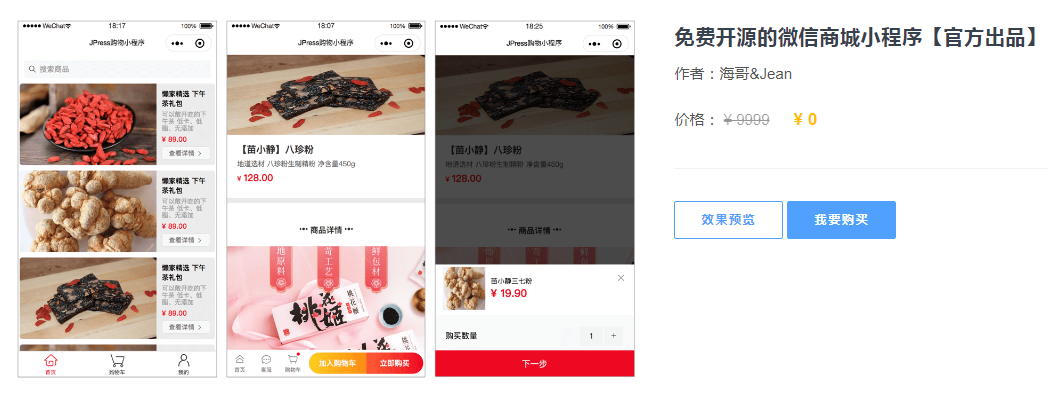 WeChat 18:17 100%
JPress购物小程序
搜索商品
懒家精选 下午
茶礼包
可以敞开吃的下
午茶 低卡、低
脂、无添加
¥ 89.00
查看详情 >
懒家精选 下午
茶礼包
可以敞开吃的下
午茶 低卡、低
脂、无添加
¥ 89.00
查看详情 >
懒家精选 下午
茶礼包
可以敞开吃的下
午茶 低卡、低
脂、无添加
¥ 89.00
查看详情 >
首页
购物车
我的
WeChat 18:07 100%
JPress购物小程序
【苗小静】八珍粉
地道选材 八珍粉生制精粉 净含量450g
¥ 128.00
商品详情
地原料
奇工艺
鲜包材
桃花姬
桃花姬
首页
客服
购物车
加入购物车
立即购买
WeChat 18:25 100%
JPress购物小程序
【苗小静】八珍粉
地道选材 八珍粉生制精粉 净含量450g
¥ 128.00
商品详情
苗小静三七粉
¥ 19.90
购买数量
1 +
下一步
免费开源的微信商城小程序【官方出品】
作者：海哥&Jean
价格： ¥ 9999 ¥ 0
效果预览
我要购买